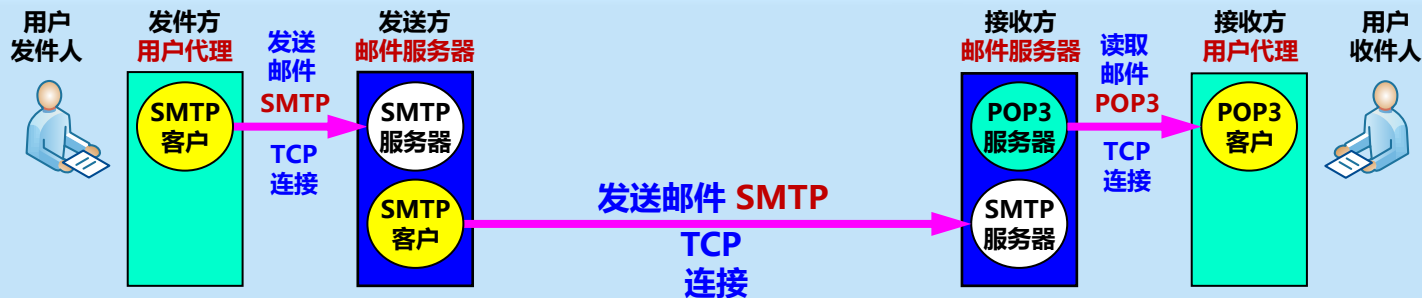 用户
发件人
发件方
用户代理
发送
邮件
SMTP
TCP
连接
SMTP
客户
发送方
邮件服务器
SMTP
服务器
SMTP
客户
发送邮件 SMTP
TCP
连接
接收方
邮件服务器
POP3
服务器
SMTP
服务器
读取
邮件
POP3
TCP
连接
接收方
用户代理
POP3
客户
用户
收件人